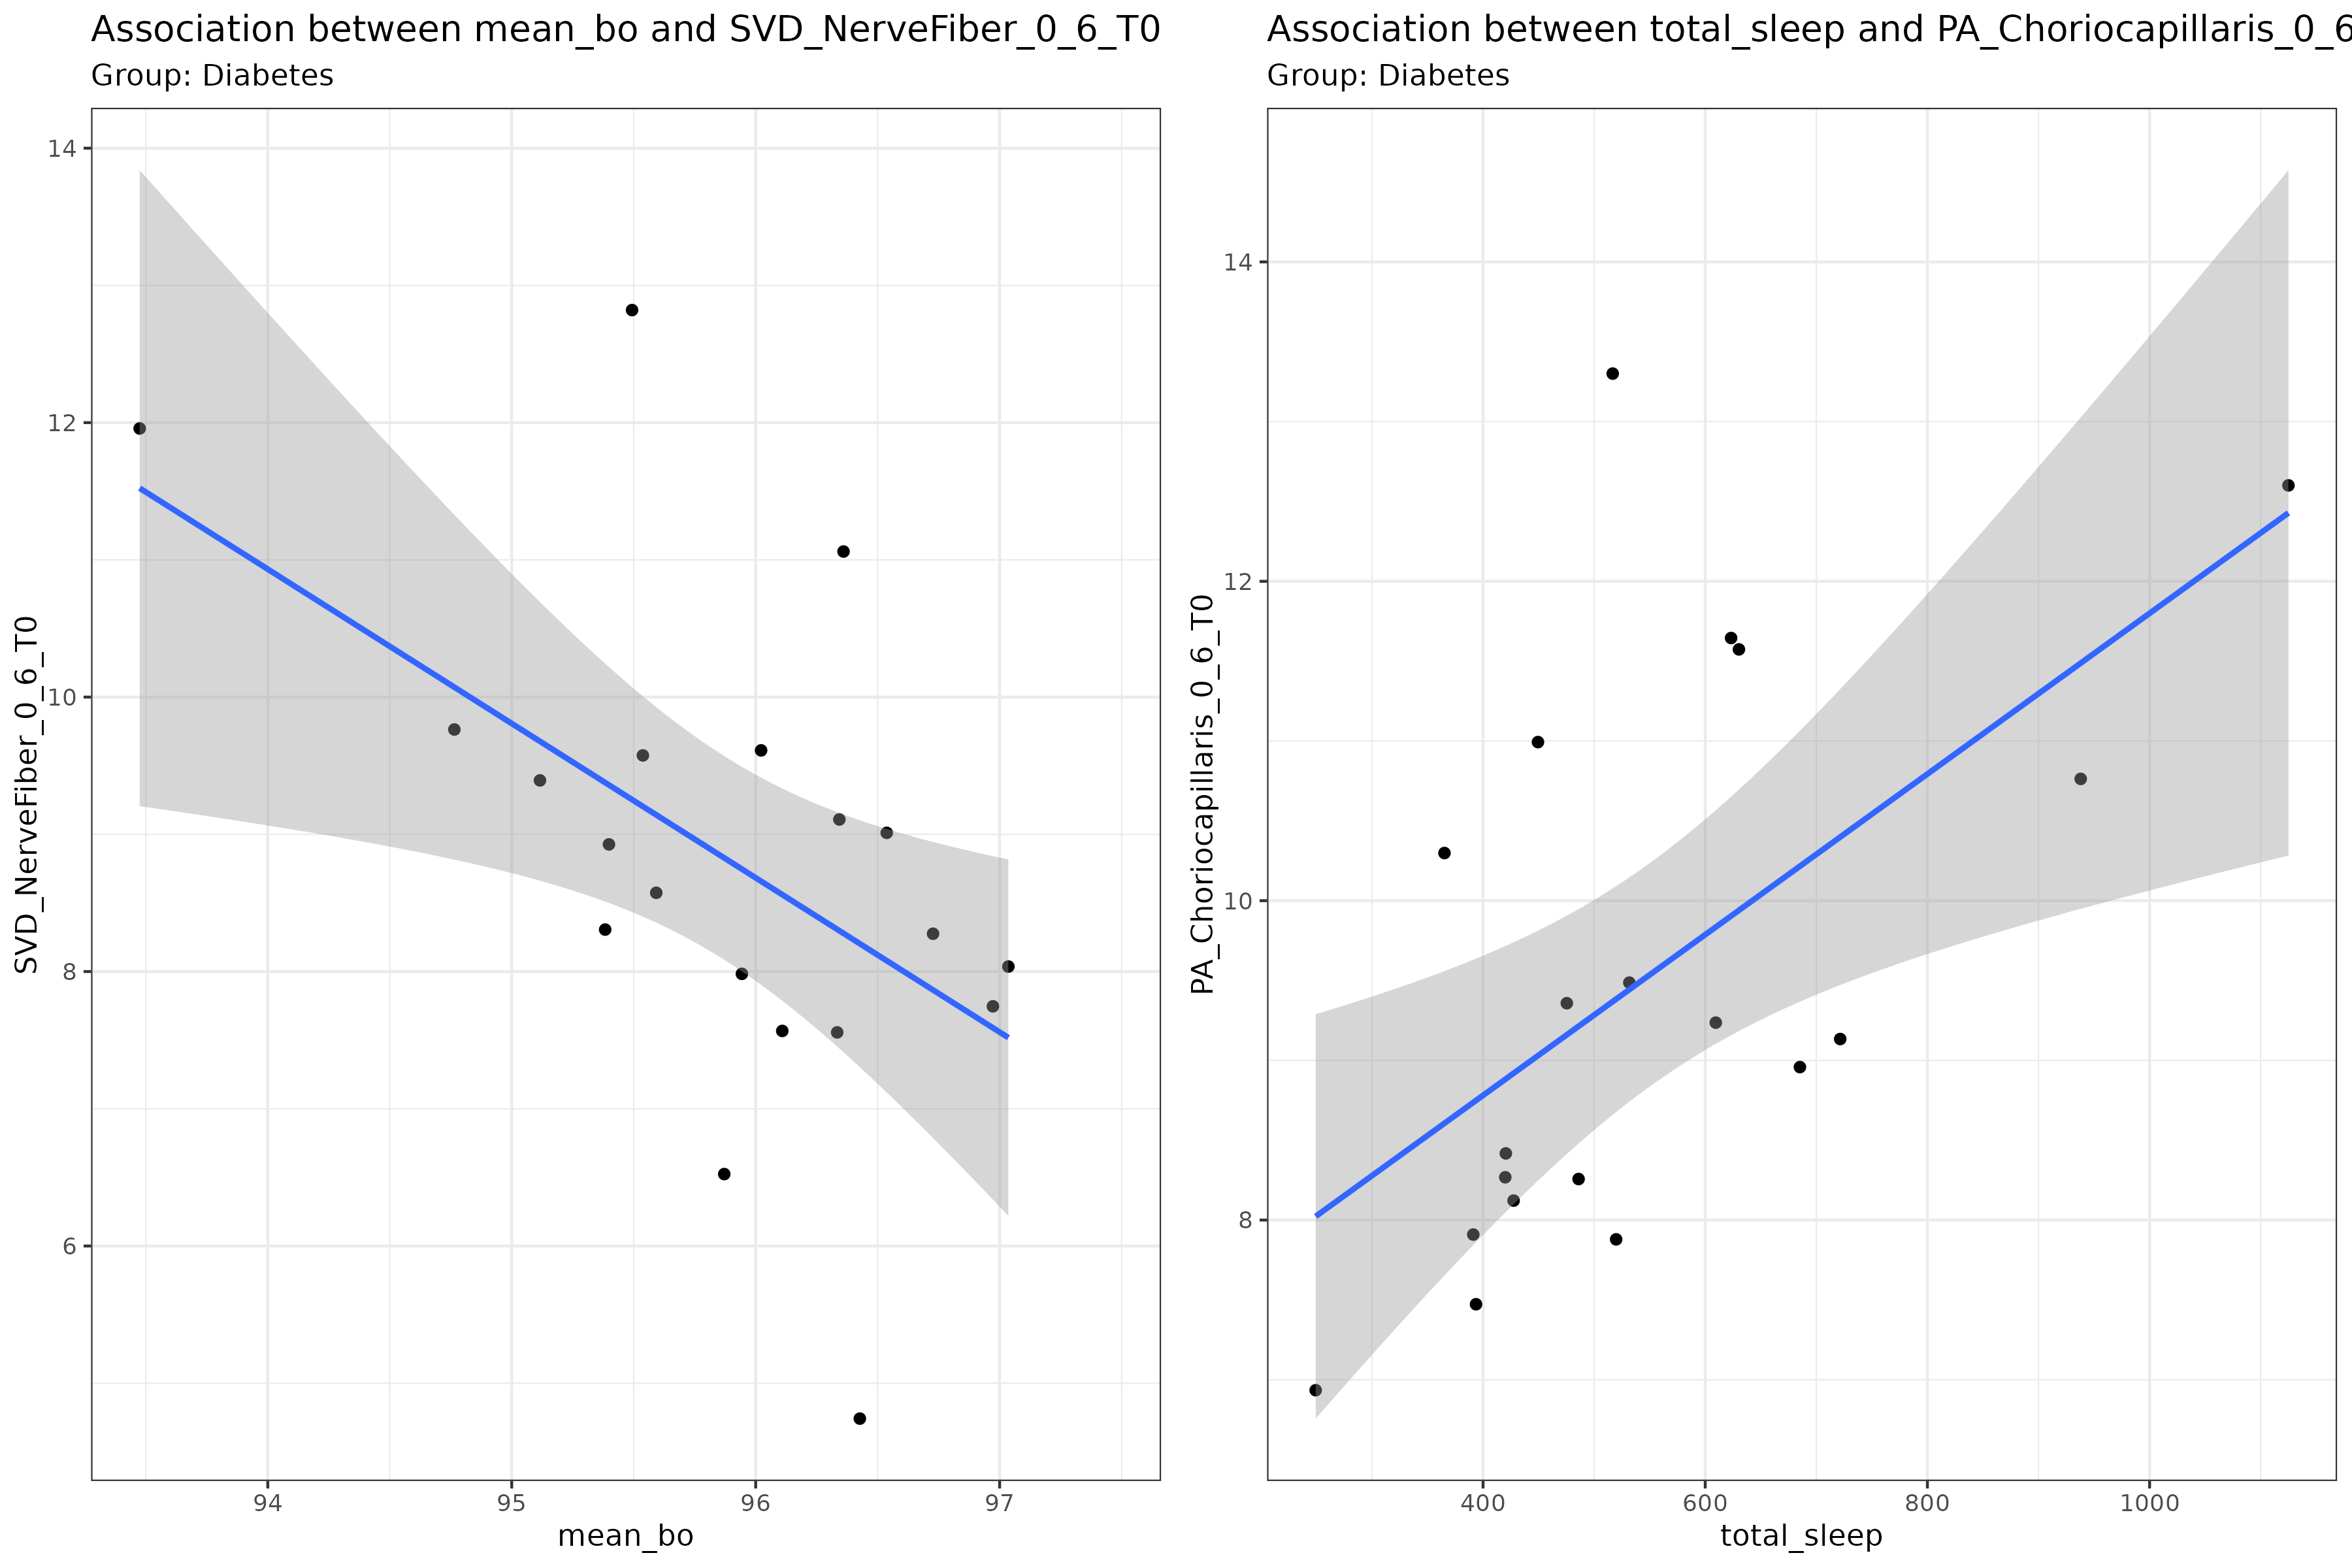 Association between mean_bo and SVD_NerveFiber_0_6_T0
Group: Diabetes
14
12
10
8
6
SVD_NerveFiber_0_6_T0
94 95 96 97
mean_bo
Association between total_sleep and PA_Choriocapillaris_0_6
Group: Diabetes
14
12
10
8
PA_Choriocapillaris_0_6_T0
400 600 800 1000
total_sleep